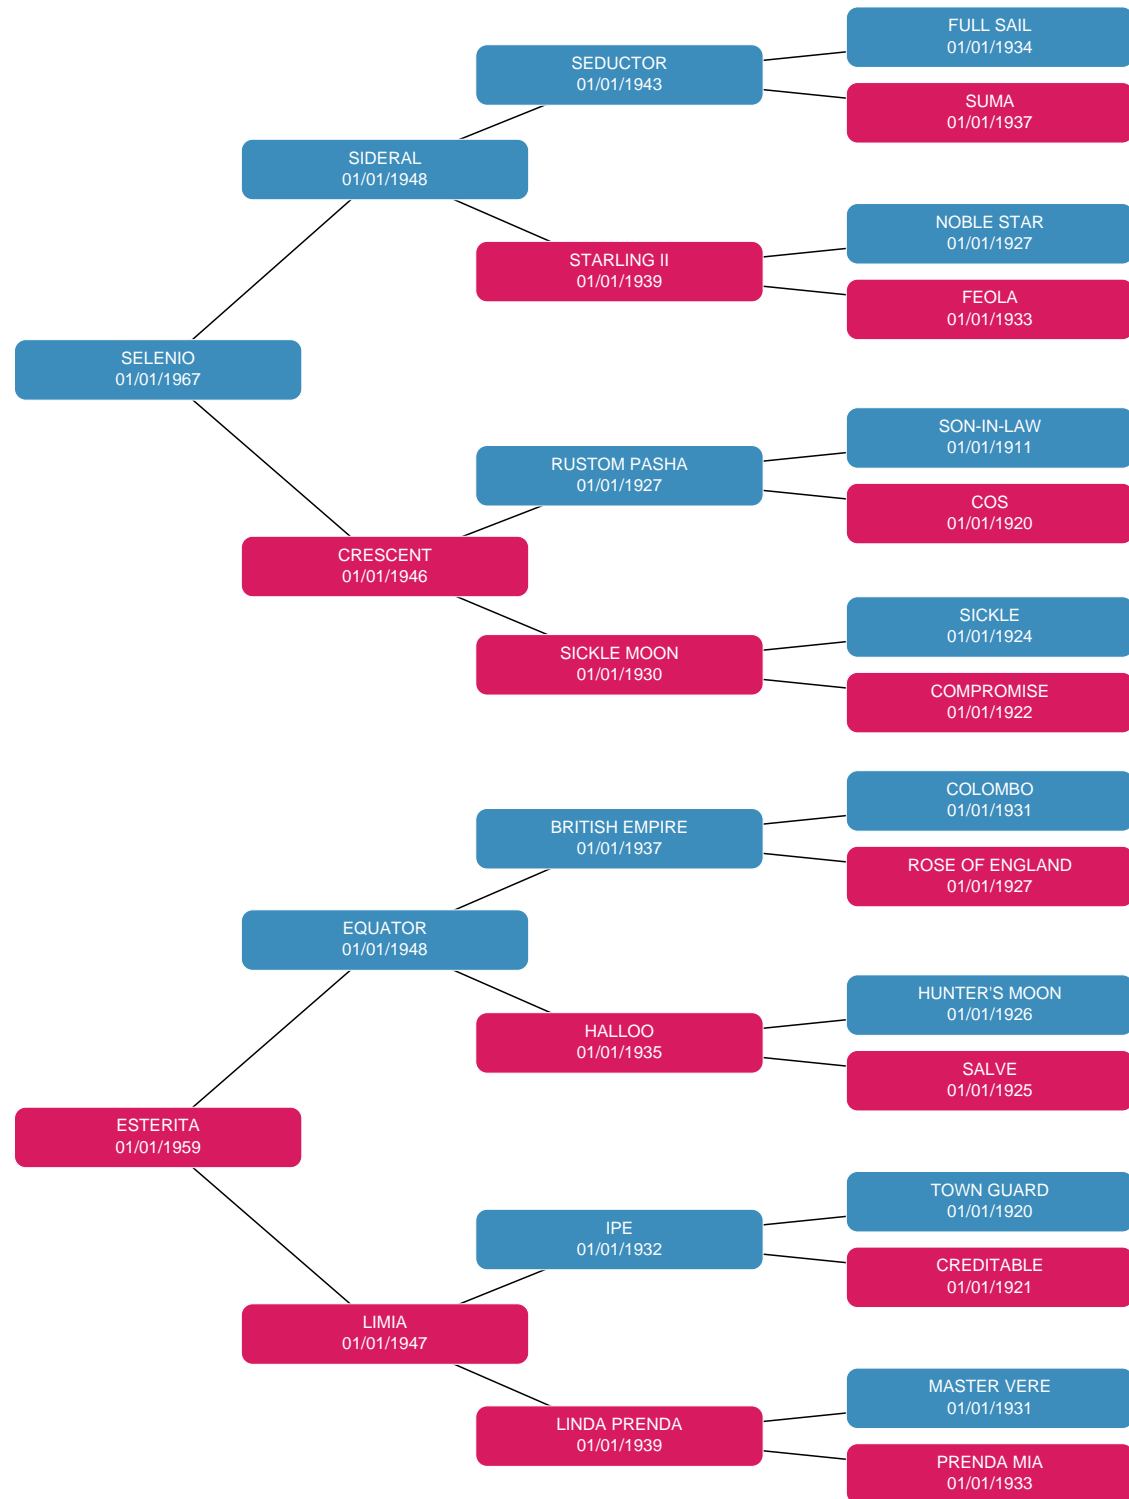 FULL SAIL
01/01/1934
SEDUCTOR
01/01/1943
SUMA
01/01/1937
SIDERAL
01/01/1948
NOBLE STAR
01/01/1927
STARLING II
01/01/1939
FEOLA
01/01/1933
SELENIO
01/01/1967
SON-IN-LAW
01/01/1911
RUSTOM PASHA
01/01/1927
COS
01/01/1920
CRESCENT
01/01/1946
SICKLE
01/01/1924
SICKLE MOON
01/01/1930
COMPROMISE
01/01/1922
COLOMBO
01/01/1931
BRITISH EMPIRE
01/01/1937
ROSE OF ENGLAND
01/01/1927
EQUATOR
01/01/1948
HUNTER'S MOON
01/01/1926
HALLOO
01/01/1935
SALVE
01/01/1925
ESTERITA
01/01/1959
TOWN GUARD
01/01/1920
IPE
01/01/1932
CREDITABLE
01/01/1921
LIMIA
01/01/1947
MASTER VERE
01/01/1931
LINDA PRENDA
01/01/1939
PRENDA MIA
01/01/1933